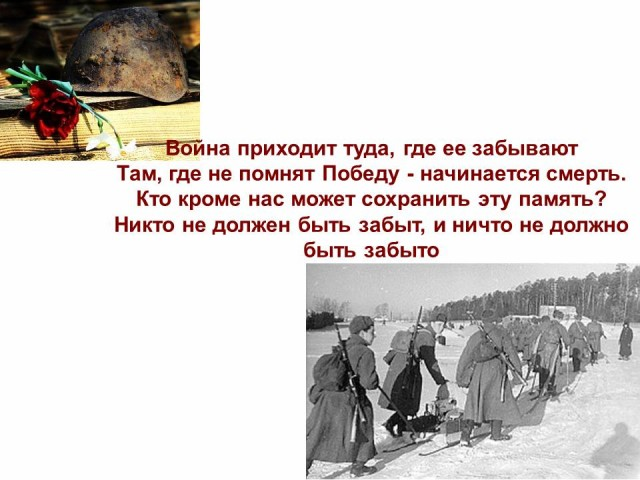 Война приходит туда, где ее забывают
Там, где не помнят Победу - начинается смерть.
Кто кроме нас может сохранить эту память?
Никто не должен быть забыт, и ничто не должно
быть забыто